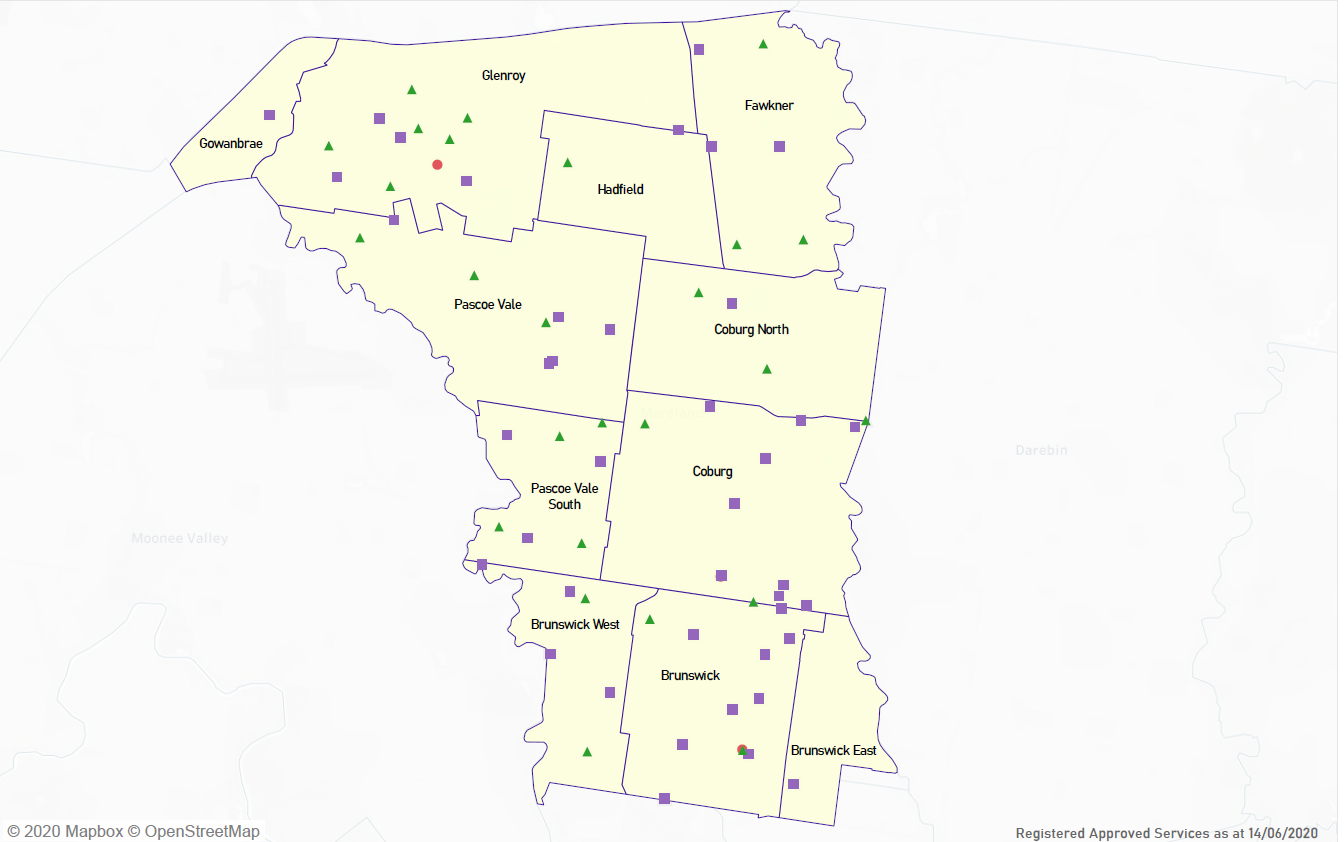 Glenroy
Fawkner
Gowanbrae
Hadfield
Pascoe Vale
Coburg North
Darebin
Coburg
Pascoe Vale
South
Moonee Valley
Brunswick West
Brunswick
Brunswick East
© 2020 Mapbox © OpenStreetMap
Registered Approved Services as at 14/06/2020